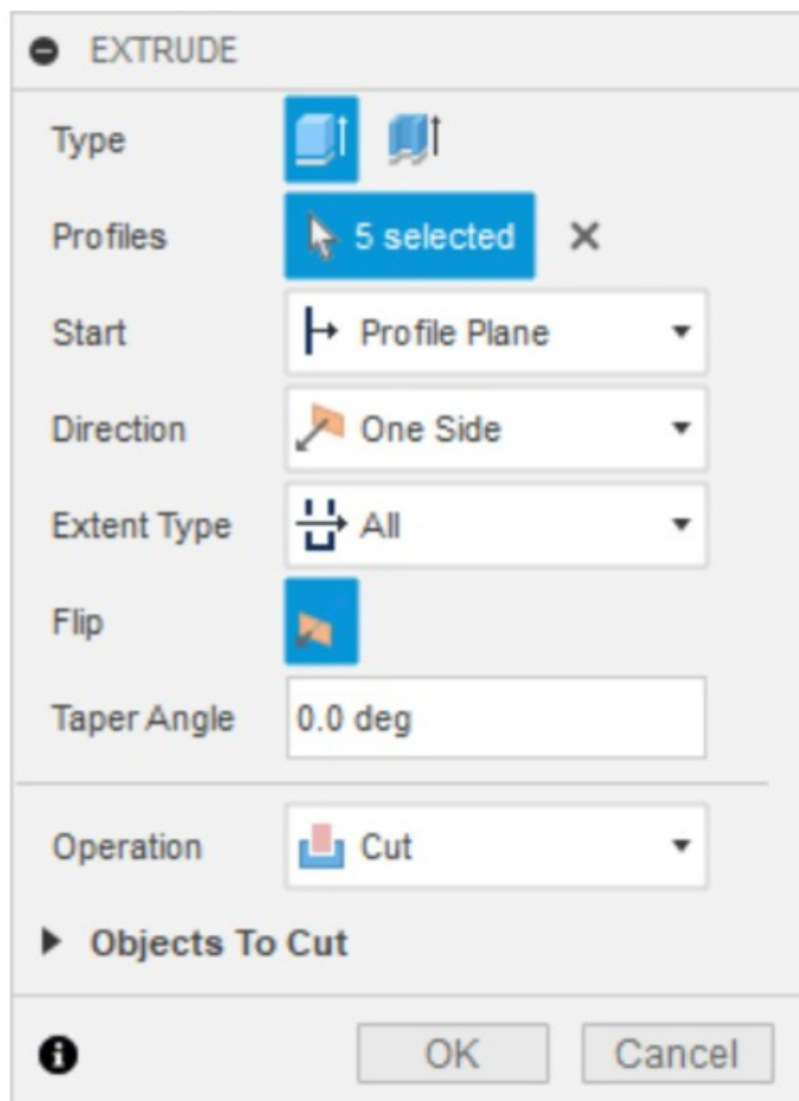 EXTRUDE
Type
Profiles 5 selected
Start Profile Plane
Direction One Side
Extent Type All
Flip
Taper Angle 0.0 deg
Operation Cut
Objects To Cut
OK Cancel